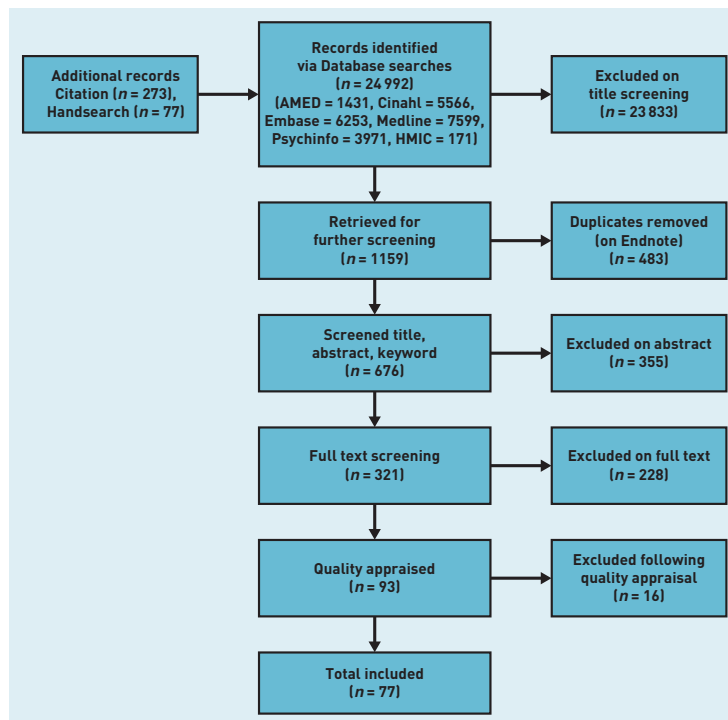 Additional records
Citation (n = 273),
Handsearch (n = 77)
Records identified
via Database searches
(n = 24 992)
(AMED = 1431, Cinahl = 5566,
Embase = 6253, Medline = 7599,
Psychinfo = 3971, HMIC = 171)
Excluded on
title screening
(n = 23 833)
Retrieved for
further screening
(n = 1159)
Duplicates removed
(on Endnote)
(n = 483)
Screened title,
abstract, keyword
(n = 676)
Excluded on abstract
(n = 355)
Full text screening
(n = 321)
Excluded on full text
(n = 228)
Quality appraised
(n = 93)
Excluded following
quality appraisal
(n = 16)
Total included
(n = 77)